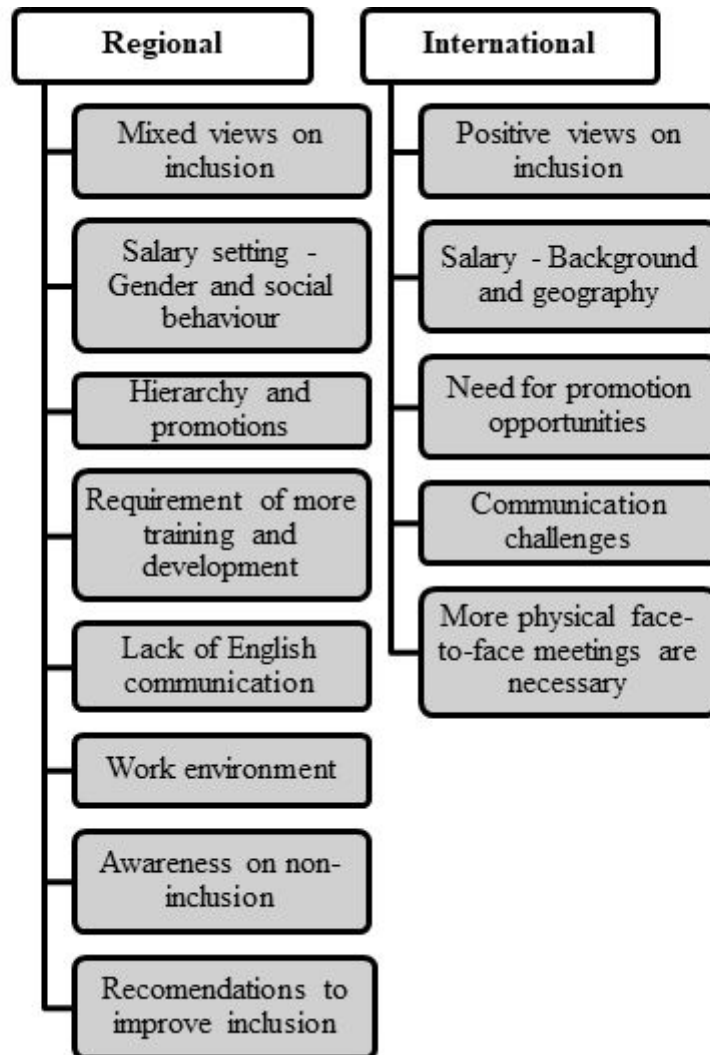 Regional
Mixed views on
inclusion
Salary setting -
Gender and social
behaviour
Hierarchy and
promotions
Requirement of more
training and
development
Lack of English
communication
Work environment
Awareness on non-
inclusion
Recomendations to
improve inclusion
International
Positive views on
inclusion
Salary - Background
and geography
Need for promotion
opportunities
Communication
challenges
More physical face-
to-face meetings are
necessary